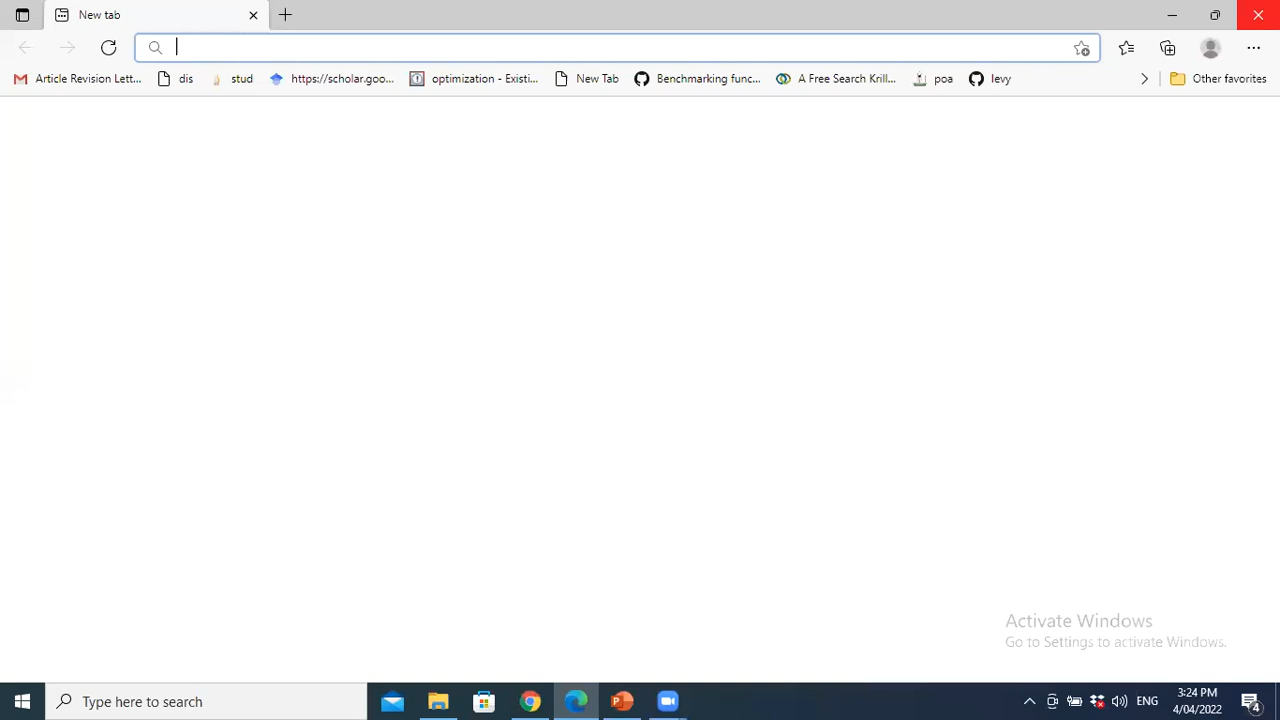 New tab
Article Revision Lett...
dis
stud
https://scholar.goo...
optimization - Existi...
New Tab
Benchmarking func...
A Free Search Krill...
poa
levy
Other favorites
Activate Windows
Go to Settings to activate Windows.
Type here to search
ENG
3:24 PM
4/04/2022
4